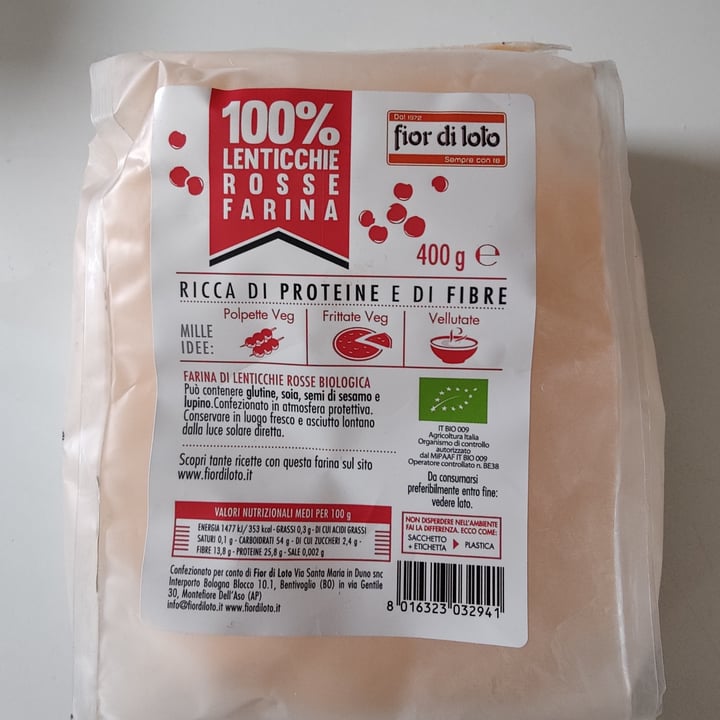 100%
LENTICCHIE
ROSSE
FARINA
Dal 1972
fior di loto
Sempre con te
400 g e
RICCA DI PROTEINE E DI FIBRE
MILLE
IDEE:
Polpette Veg
Frittate Veg
Vellutate
FARINA DI LENTICCHIE ROSSE BIOLOGICA
Può contenere glutine, soia, semi di sesamo e
lupino.Confezionato in atmosfera protettiva.
Conservare in luogo fresco e asciutto lontano
dalla luce solare diretta.
Scopri tante ricette con questa farina sul sito
www.fiordiloto.it
IT BIO 009
Agricoltura Italia
Organismo di controllo
autorizzato
dal MIPAAF IT BIO 009
Operatore controllato n. BE38
Da consumarsi
preferibilmente entro fine:
vedere lato.
VALORI NUTRIZIONALI MEDI PER 100 g
ENERGIA 1477 kJ/ 353 kcal - GRASSI 0,3 g - DI CUI ACIDI GRASSI
SATURI 0,1 g - CARBOIDRATI 54 g - DI CUI ZUCCHERI 2,4 g -
FIBRE 13,8 g - PROTEINE 25,8 g - SALE 0,002 g
NON DISPERDERE NELL'AMBIENTE
FAI LA DIFFERENZA. ECCO COME:
SACCHETTO
+ ETICHETTA
PLASTICA
Confezionato per conto di Fior di Loto Via Santa Maria in Duno snc
Interporto Bologna Blocco 10.1, Bentivoglio (BO) in via Gentile
30, Montefiore Dell'Aso (AP)
info@fiordiloto.it www.fiordiloto.it
8 016323 032941